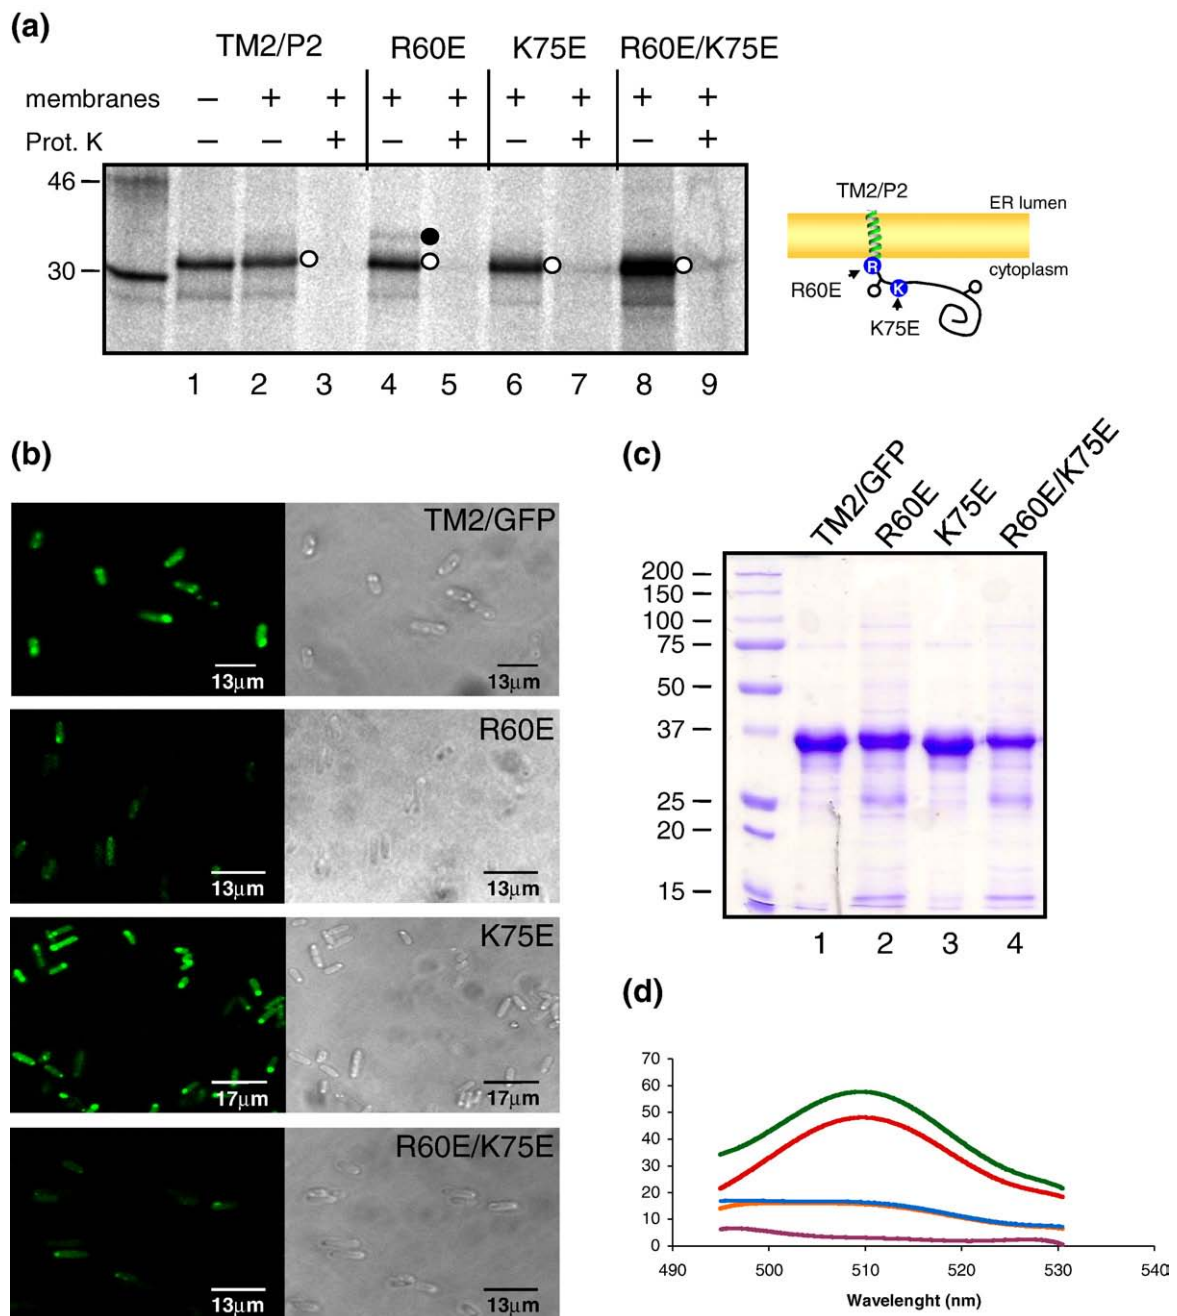 (a)
TM2/P2 R60E K75E R60E/K75E
membranes – + + + + + + + +
Prot. K – – + – + – + – +
46
30
1 2 3 4 5 6 7 8 9
TM2/P2
ER lumen
R
cytoplasm
R60E
K
K75E
(b)
TM2/GFP
13μm 13μm
R60E
13μm 13μm
K75E
17μm 17μm
R60E/K75E
13μm 13μm
(c)
TM2/GFP R60E K75E R60E/K75E
200
150
100
75
50
37
25
20
15
1 2 3 4
(d)
70
60
50
40
30
20
10
0
490 500 510 520 530 540
Wavelenght (nm)